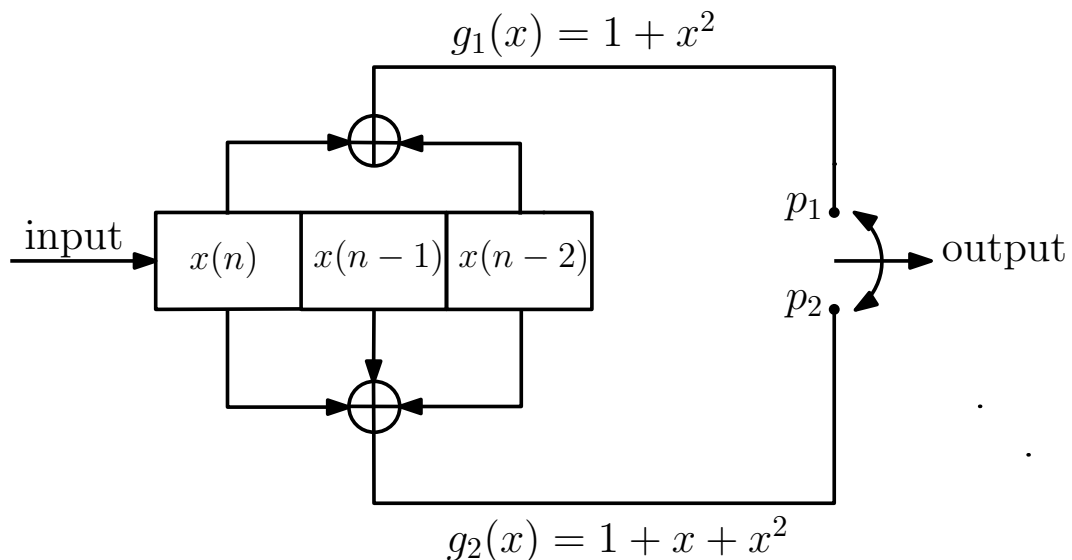 g₁(x) = 1 + x²
input
x(n)
x(n − 1)
x(n − 2)
p₁
p₂
output
g₂(x) = 1 + x + x²